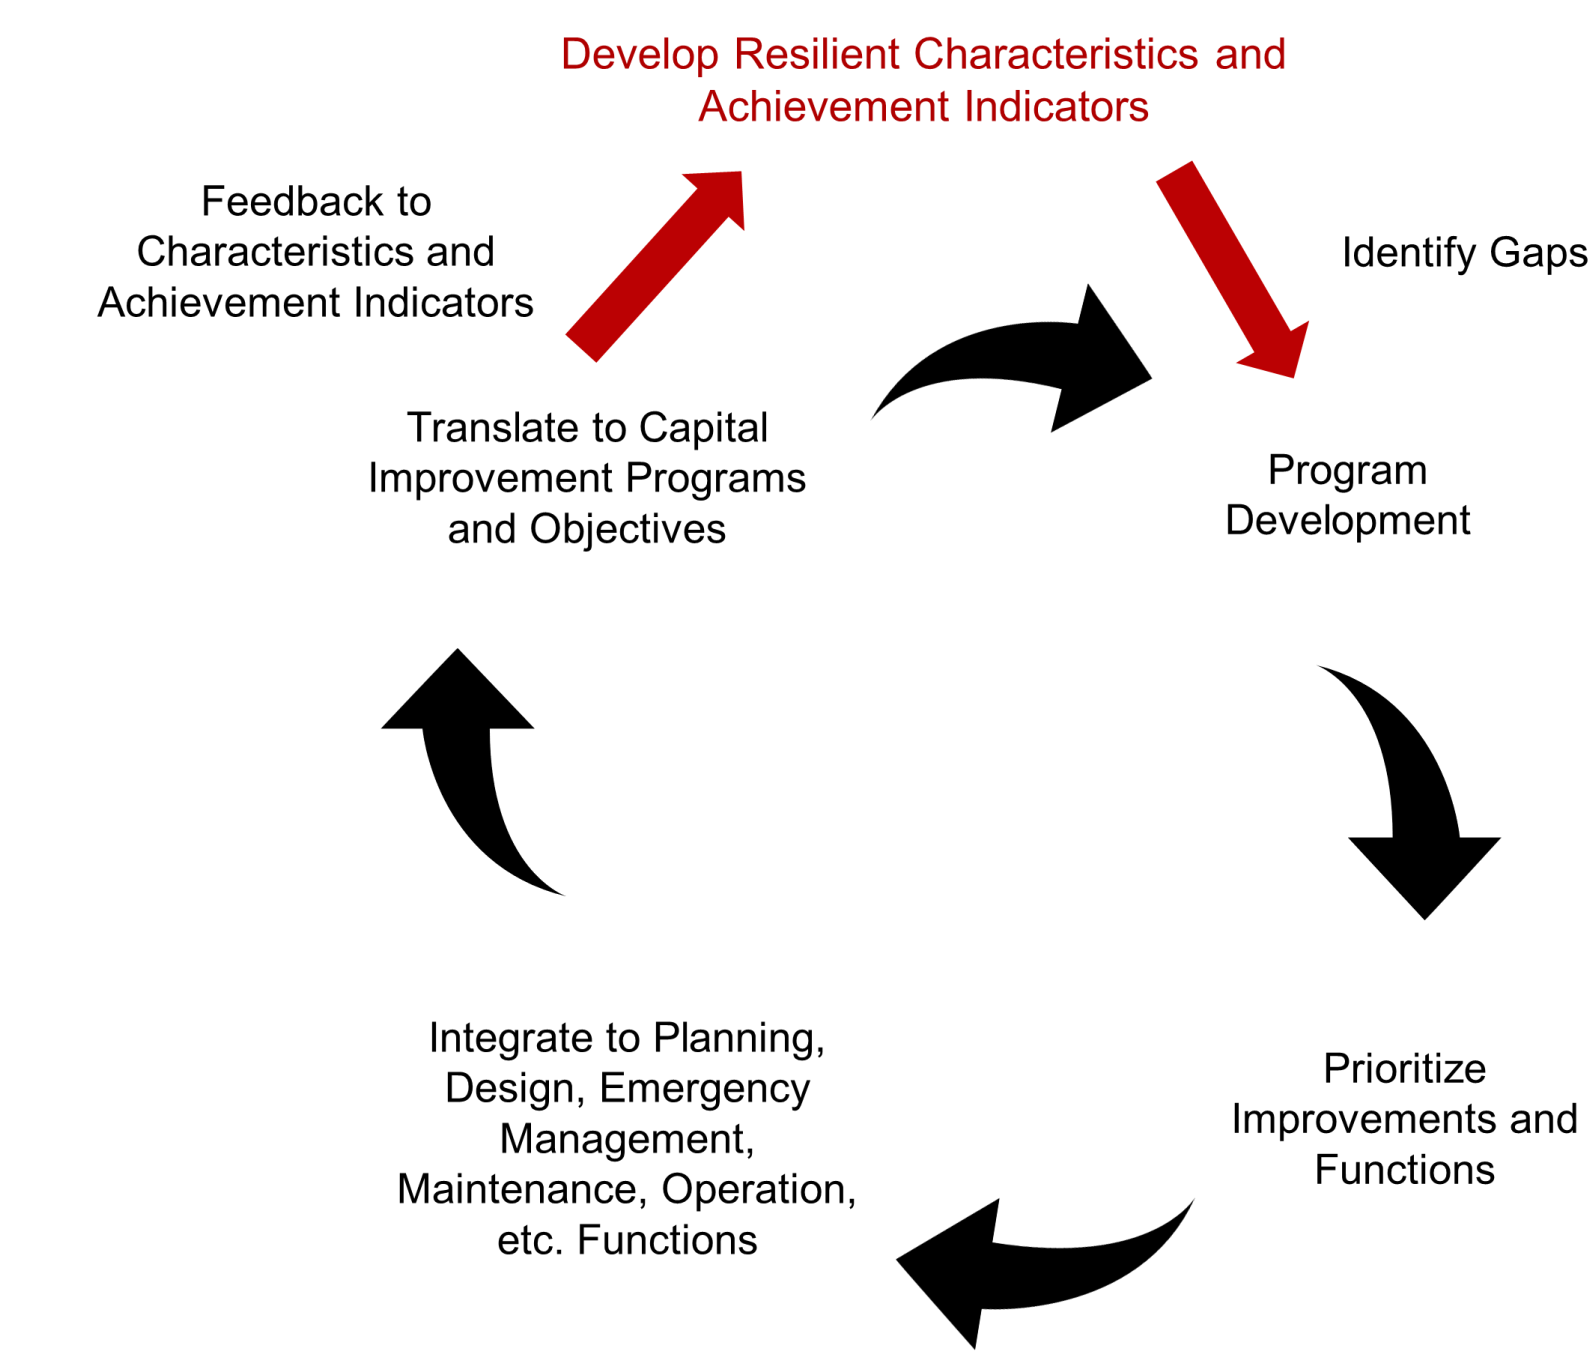 Develop Resilient Characteristics and
Achievement Indicators
Feedback to
Characteristics and
Achievement Indicators
Identify Gaps
Translate to Capital
Improvement Programs
and Objectives
Program
Development
Integrate to Planning,
Design, Emergency
Management,
Maintenance, Operation,
etc. Functions
Prioritize
Improvements and
Functions